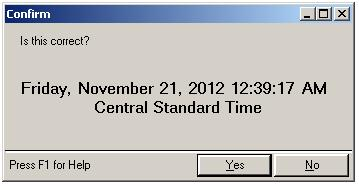 Confirm
Is this correct?
Friday, November 21, 2012 12:39:17 AM
Central Standard Time
Press F1 for Help
Yes
No